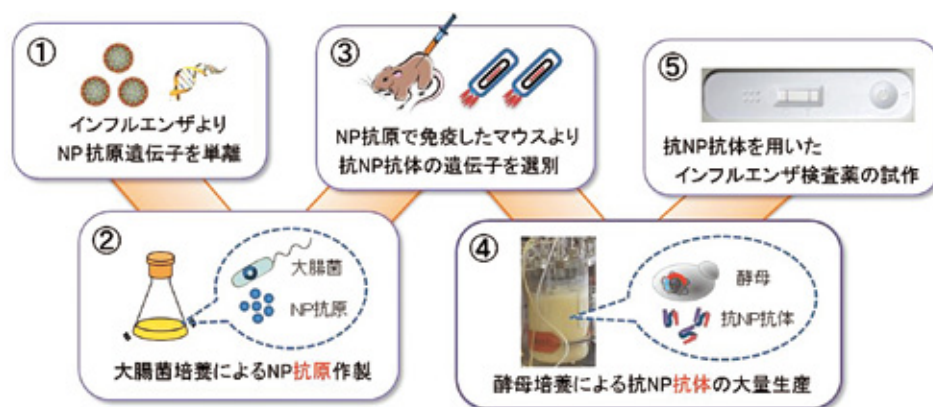 ①
インフルエンザより
NP抗原遺伝子を単離
②
大腸菌
NP抗原
大腸菌培養によるNP抗原作製
③
NP抗原で免疫したマウスより
抗NP抗体の遺伝子を選別
④
酵母
抗NP抗体
酵母培養による抗NP抗体の大量生産
⑤
抗NP抗体を用いた
インフルエンザ検査薬の試作